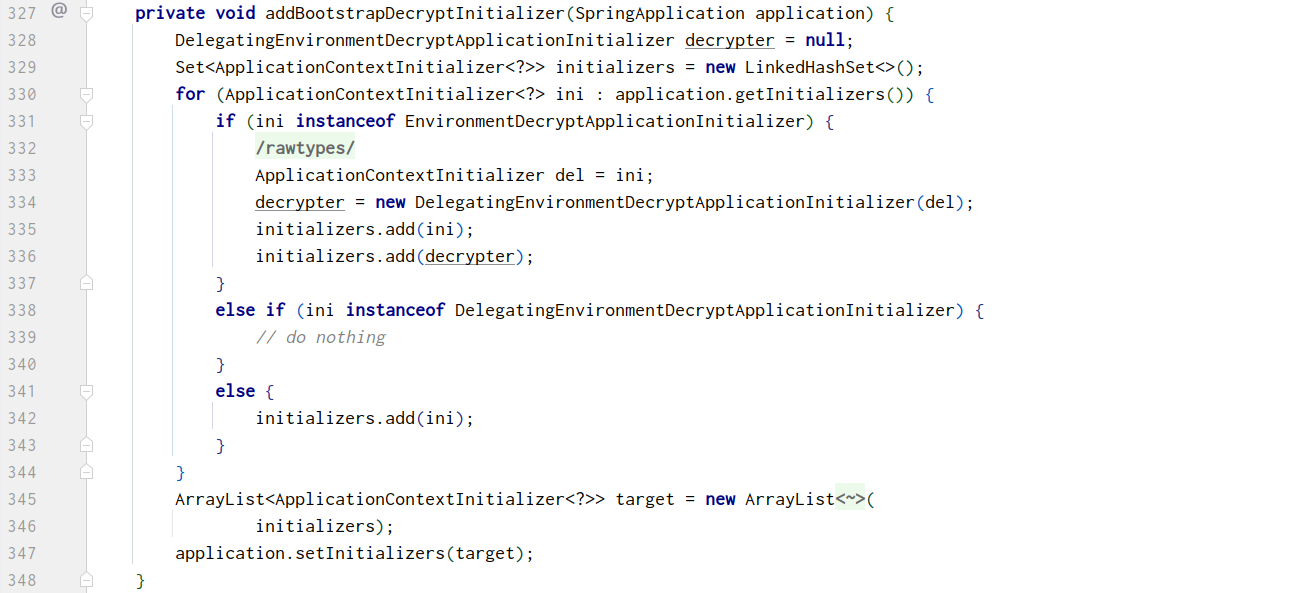 327 @ private void addBootstrapDecryptInitializer(SpringApplication application) {
328 DelegatingEnvironmentDecryptApplicationInitializer decrypter = null;
329 Set<ApplicationContextInitializer<?>> initializers = new LinkedHashSet<>();
330 for (ApplicationContextInitializer<?> ini : application.getInitializers()) {
331 if (ini instanceof EnvironmentDecryptApplicationInitializer) {
332 /rawtypes/
333 ApplicationContextInitializer del = ini;
334 decrypter = new DelegatingEnvironmentDecryptApplicationInitializer(del);
335 initializers.add(ini);
336 initializers.add(decrypter);
337 }
338 else if (ini instanceof DelegatingEnvironmentDecryptApplicationInitializer) {
339 // do nothing
340 }
341 else {
342 initializers.add(ini);
343 }
344 }
345 ArrayList<ApplicationContextInitializer<?>> target = new ArrayList<~>(
346 initializers);
347 application.setInitializers(target);
348 }